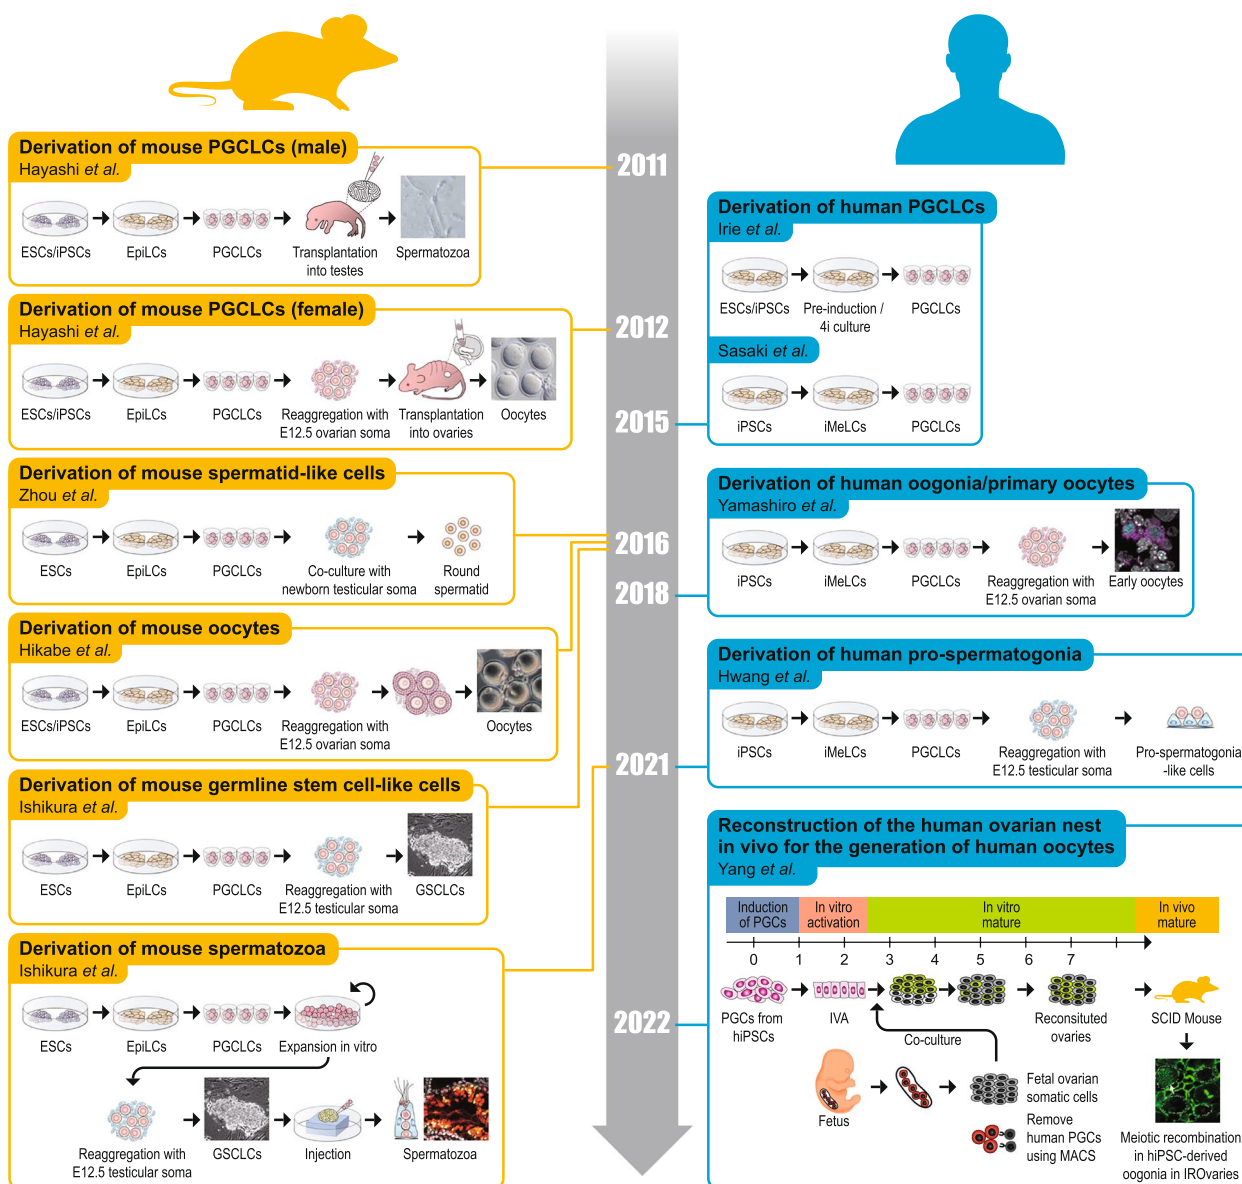 Derivation of mouse PGCLCs (male)
Hayashi et al.
ESCs/iPSCs
EpiLCs
PGCLCs
Transplantation
into testes
Spermatozoa
Derivation of mouse PGCLCs (female)
Hayashi et al.
ESCs/iPSCs
EpiLCs
PGCLCs
Reaggregation with
E12.5 ovarian soma
Transplantation
into ovaries
Oocytes
Derivation of mouse spermatid-like cells
Zhou et al.
ESCs
EpiLCs
PGCLCs
Co-culture with
newborn testicular soma
Round
spermatid
Derivation of mouse oocytes
Hikabe et al.
ESCs/iPSCs
EpiLCs
PGCLCs
Reaggregation with
E12.5 ovarian soma
Oocytes
Derivation of mouse germline stem cell-like cells
Ishikura et al.
ESCs
EpiLCs
PGCLCs
Reaggregation with
E12.5 testicular soma
GSCLCs
Derivation of mouse spermatozoa
Ishikura et al.
ESCs
EpiLCs
PGCLCs
Expansion in vitro
Reaggregation with
E12.5 testicular soma
GSCLCs
Injection
Spermatozoa
2011
2012
2015
2016
2018
2021
2022
Derivation of human PGCLCs
Irie et al.
ESCs/iPSCs
Pre-induction /
4i culture
PGCLCs
Sasaki et al.
iPSCs
iMeLCs
PGCLCs
Derivation of human oogonia/primary oocytes
Yamashiro et al.
iPSCs
iMeLCs
PGCLCs
Reaggregation with
E12.5 ovarian soma
Early oocytes
Derivation of human pro-spermatogonia
Hwang et al.
iPSCs
iMeLCs
PGCLCs
Reaggregation with
E12.5 testicular soma
Pro-spermatogonia
-like cells
Reconstruction of the human ovarian nest
in vivo for the generation of human oocytes
Yang et al.
Induction
of PGCs
In vitro
activation
In vitro
mature
In vivo
mature
0 1 2 3 4 5 6 7
PGCs from
hiPSCs
IVA
Reconsituted
ovaries
SCID Mouse
Co-culture
Fetus
Fetal ovarian
somatic cells
Remove
human PGCs
using MACS
Meiotic recombination
in hiPSC-derived
oogonia in IROvaries